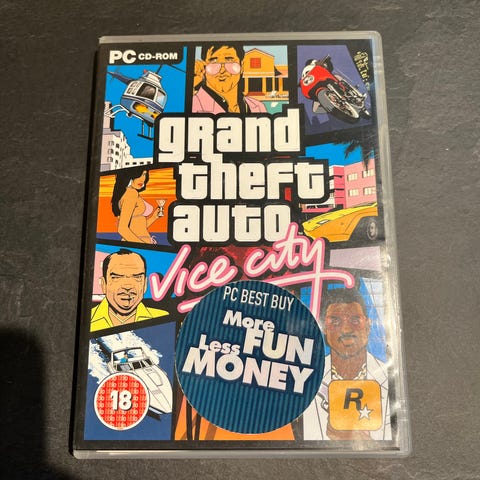 PC CD-ROM
grand
theft
auto
Vice City
PC BEST BUY
More
FUN
Less
MONEY
18
R